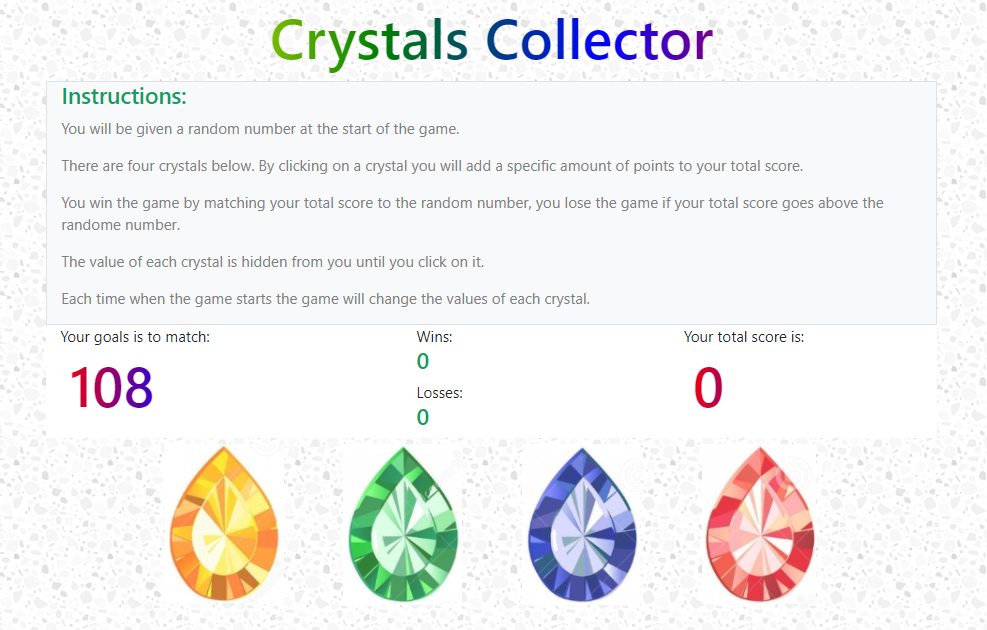 Crystals Collector
Instructions:
You will be given a random number at the start of the game.
There are four crystals below. By clicking on a crystal you will add a specific amount of points to your total score.
You win the game by matching your total score to the random number, you lose the game if your total score goes above the
randome number.
The value of each crystal is hidden from you until you click on it.
Each time when the game starts the game will change the values of each crystal.
Your goals is to match:
108
Wins:
0
Losses:
0
Your total score is:
0